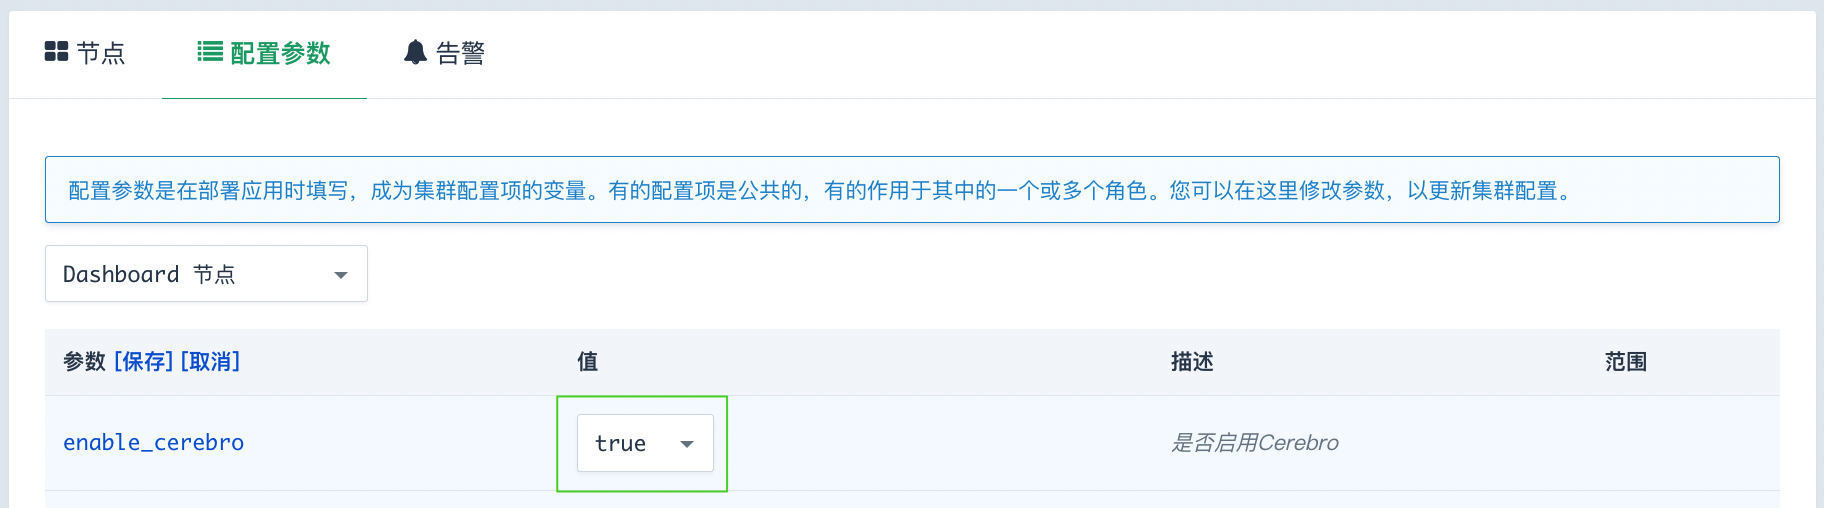 节点 配置参数 告警
配置参数是在部署应用时填写，成为集群配置项的变量。有的配置项是公共的，有的作用于其中的一个或多个角色。您可以在这里修改参数，以更新集群配置。
Dashboard 节点
参数 [保存] [取消] 值 描述 范围
enable_cerebro true 是否启用Cerebro